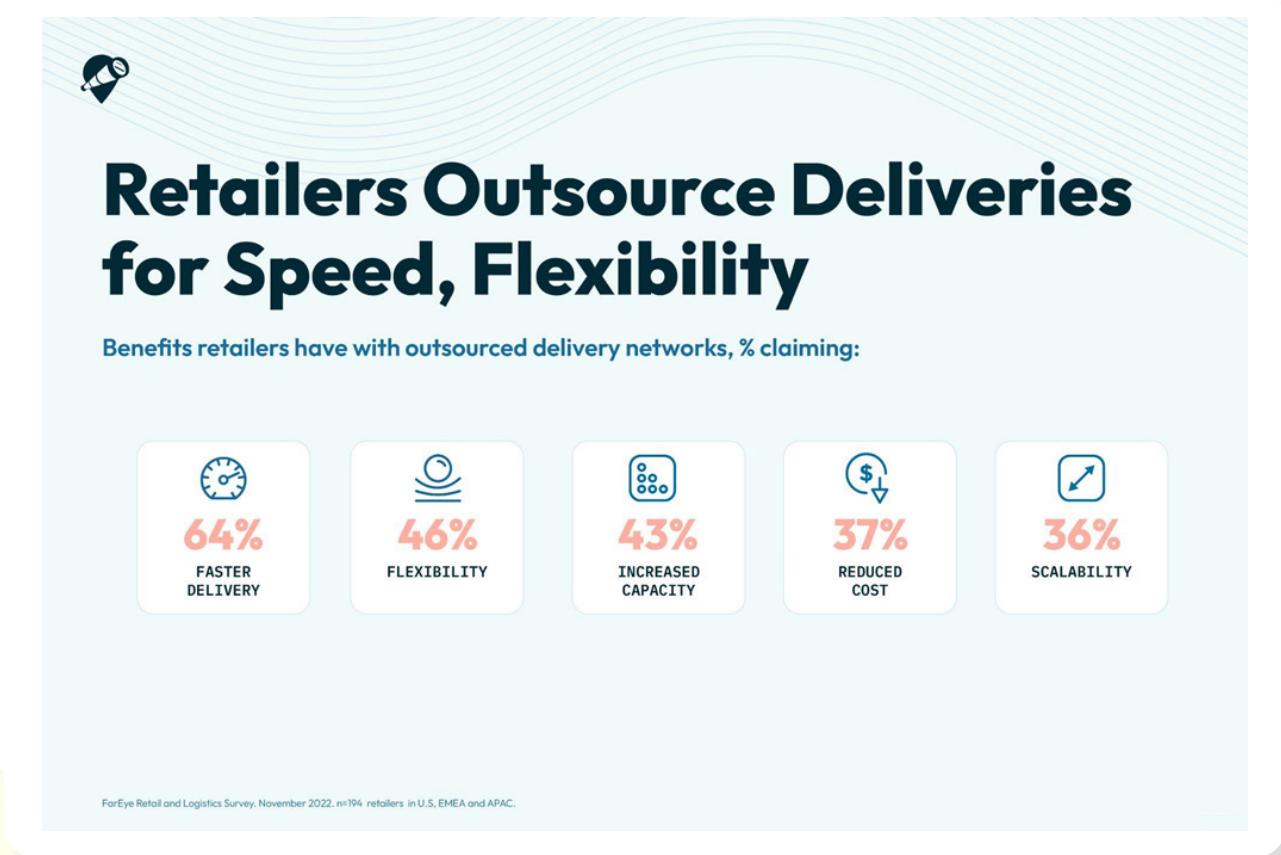 Retailers Outsource Deliveries
for Speed, Flexibility
Benefits retailers have with outsourced delivery networks, % claiming:
64%
FASTER
DELIVERY
46%
FLEXIBILITY
43%
INCREASED
CAPACITY
$
37%
REDUCED
COST
36%
SCALABILITY
FarEye Retail and Logistics Survey. November 2022. n=194 retailers in U.S, EMEA and APAC.